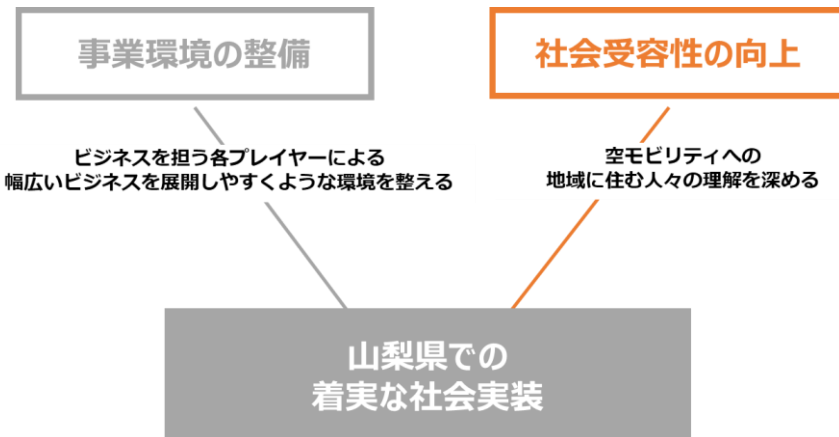 事業環境の整備
社会受容性の向上
ビジネスを担う各プレイヤーによる
幅広いビジネスを展開しやすくような環境を整える
空モビリティへの
地域に住む人々の理解を深める
山梨県での
着実な社会実装